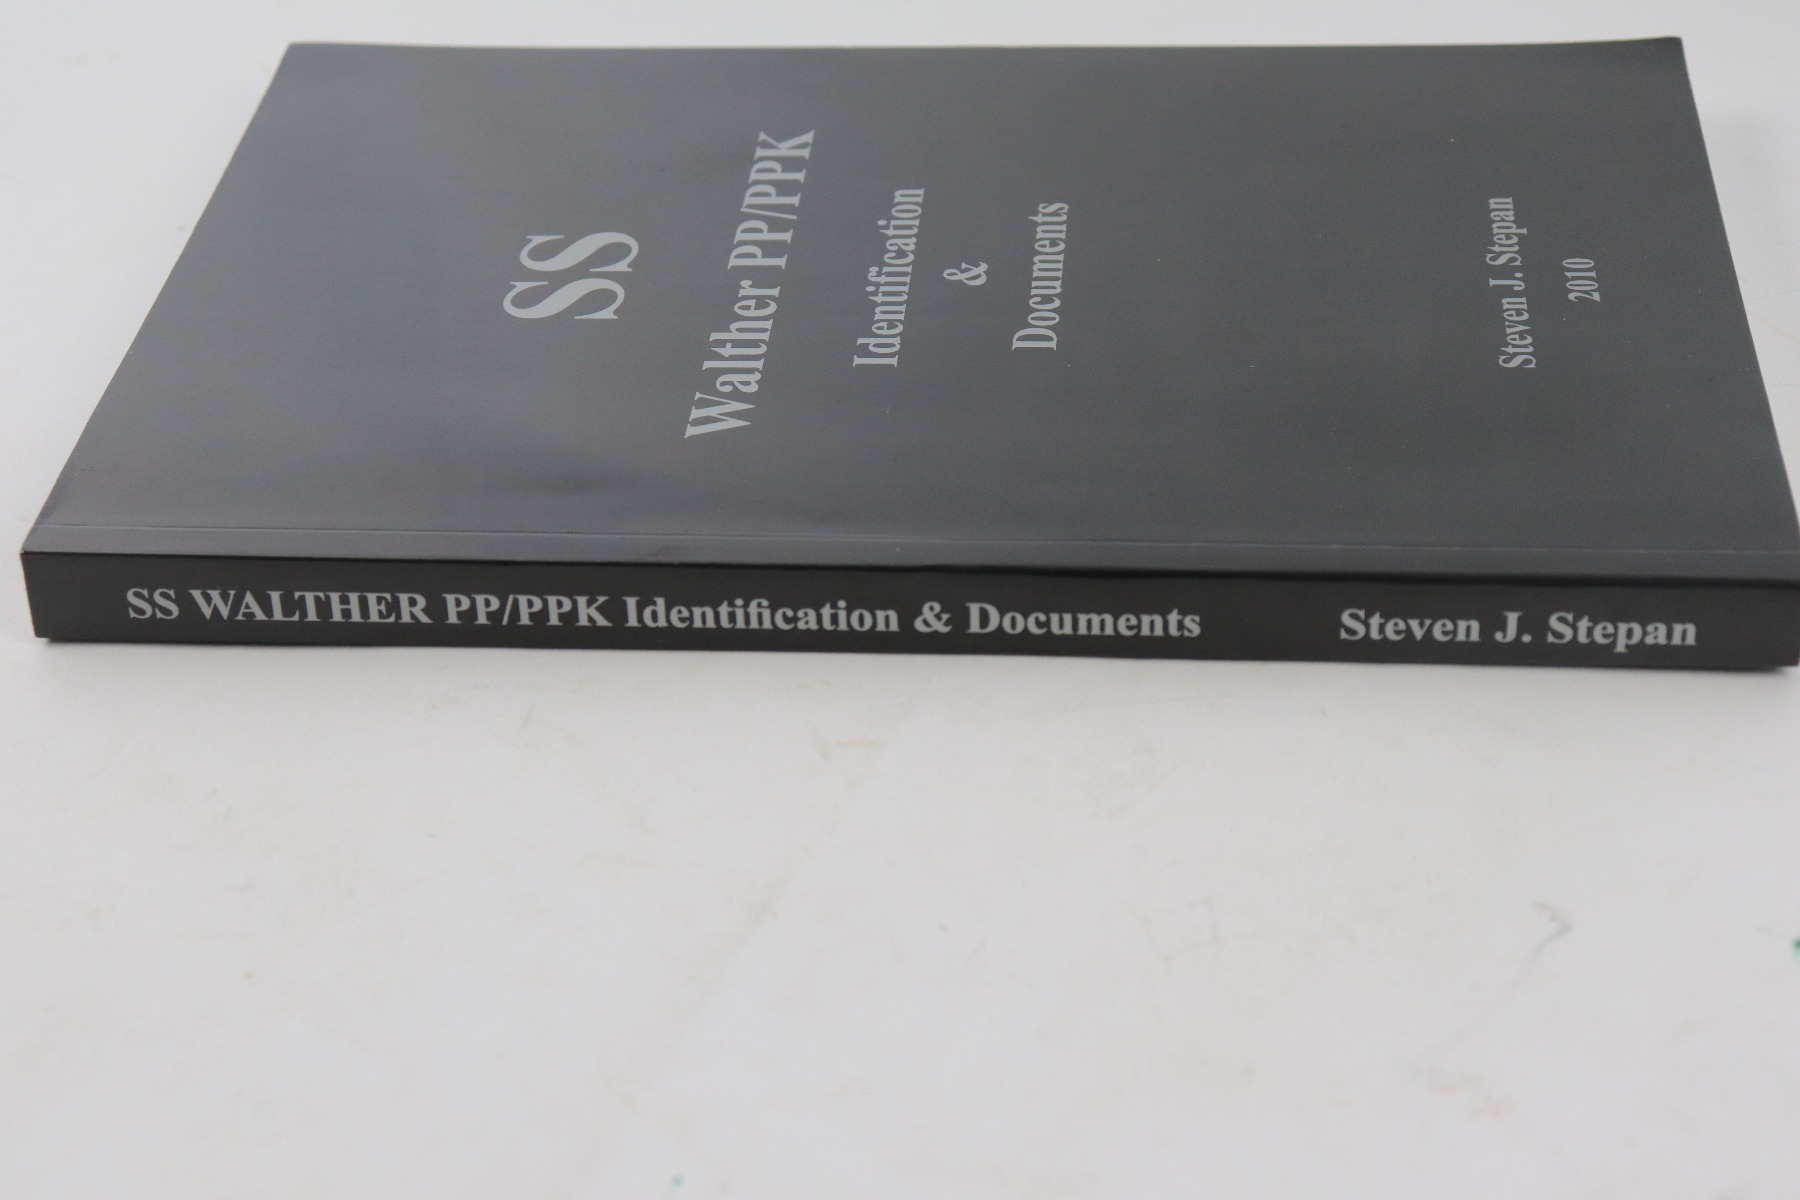 SS
Walther PP/PPK
Identification
&
Documents
Steven J. Stepan
2010
SS WALTHER PP/PPK Identification & Documents Steven J. Stepan